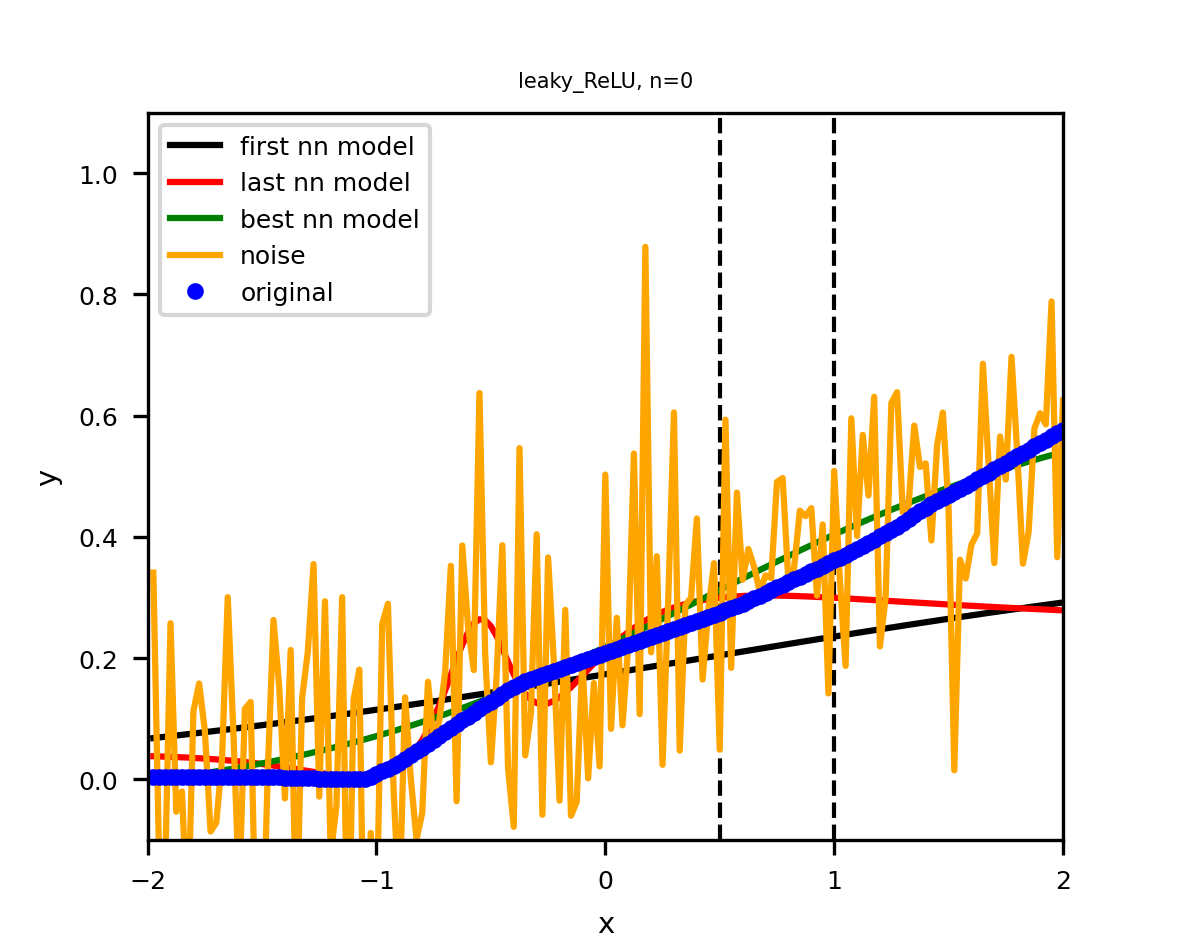 leaky_ReLU, n=0
first nn model
last nn model
best nn model
noise
original
1.0
0.8
0.6
0.4
0.2
0.0
y
−2
−1
0
1
2
x